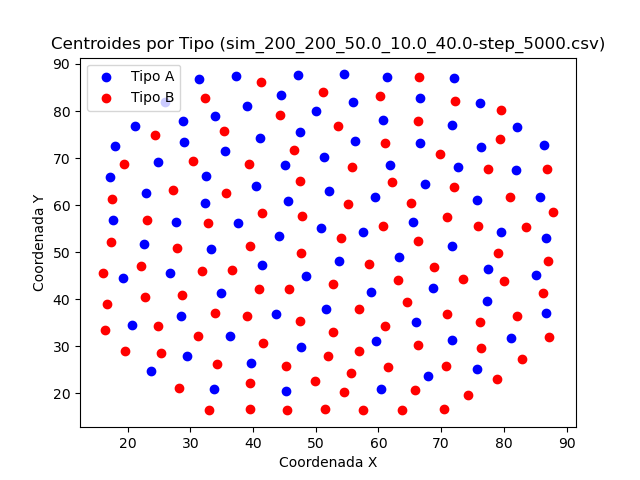 Centroides por Tipo (sim_200_200_50.0_10.0_40.0-step_5000.csv)
90
80
70
60
50
40
30
20
Coordenada Y
Tipo A
Tipo B
20 30 40 50 60 70 80 90
Coordenada X